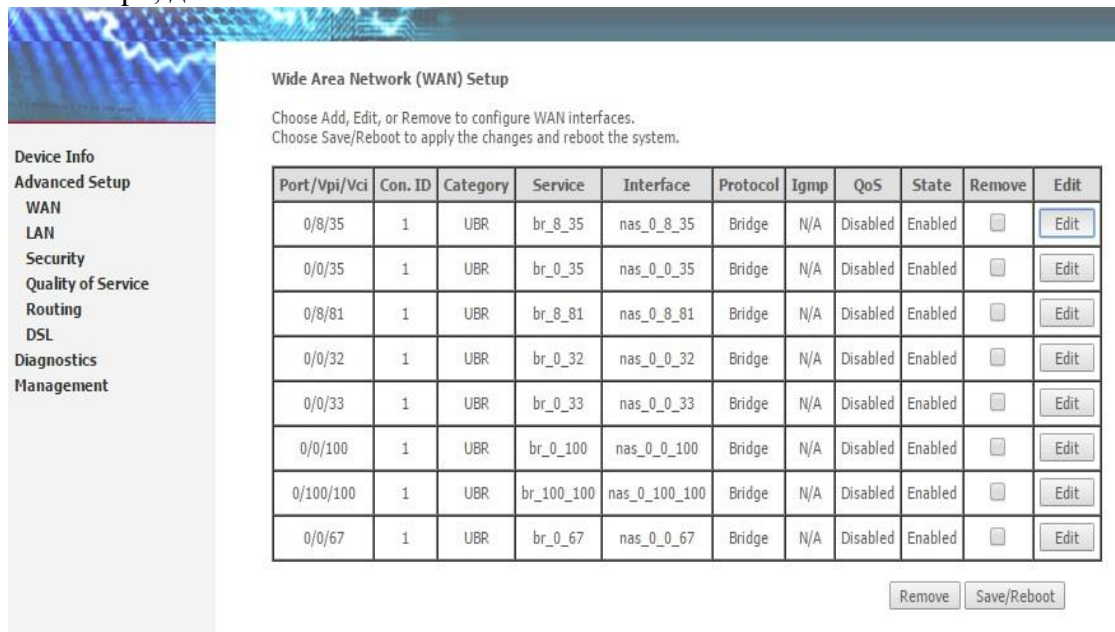 Wide Area Network (WAN) Setup
Choose Add, Edit, or Remove to configure WAN interfaces.
Choose Save/Reboot to apply the changes and reboot the system.
Device Info
Advanced Setup
WAN
LAN
Security
Quality of Service
Routing
DSL
Diagnostics
Management
Port/Vpi/Vci Con. ID Category Service Interface Protocol Igmp QoS State Remove Edit
0/8/35 1 UBR br_8_35 nas_0_8_35 Bridge N/A Disabled Enabled Edit
0/0/35 1 UBR br_0_35 nas_0_0_35 Bridge N/A Disabled Enabled Edit
0/8/81 1 UBR br_8_81 nas_0_8_81 Bridge N/A Disabled Enabled Edit
0/0/32 1 UBR br_0_32 nas_0_0_32 Bridge N/A Disabled Enabled Edit
0/0/33 1 UBR br_0_33 nas_0_0_33 Bridge N/A Disabled Enabled Edit
0/0/100 1 UBR br_0_100 nas_0_0_100 Bridge N/A Disabled Enabled Edit
0/100/100 1 UBR br_100_100 nas_0_100_100 Bridge N/A Disabled Enabled Edit
0/0/67 1 UBR br_0_67 nas_0_0_67 Bridge N/A Disabled Enabled Edit
Remove Save/Reboot